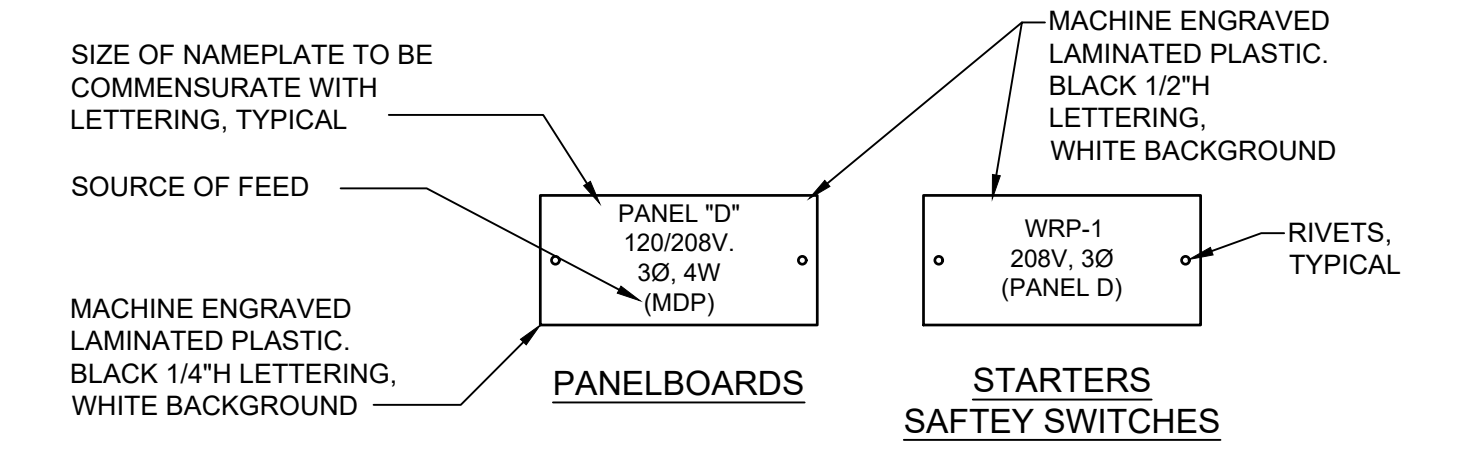 SIZE OF NAMEPLATE TO BE
COMMENSURATE WITH
LETTERING, TYPICAL
SOURCE OF FEED
MACHINE ENGRAVED
LAMINATED PLASTIC.
BLACK 1/4"H LETTERING,
WHITE BACKGROUND
PANEL "D"
120/208V.
3Ø, 4W
(MDP)
PANELBOARDS
MACHINE ENGRAVED
LAMINATED PLASTIC.
BLACK 1/2"H
LETTERING,
WHITE BACKGROUND
WRP-1
208V, 3Ø
(PANEL D)
RIVETS,
TYPICAL
STARTERS
SAFTEY SWITCHES